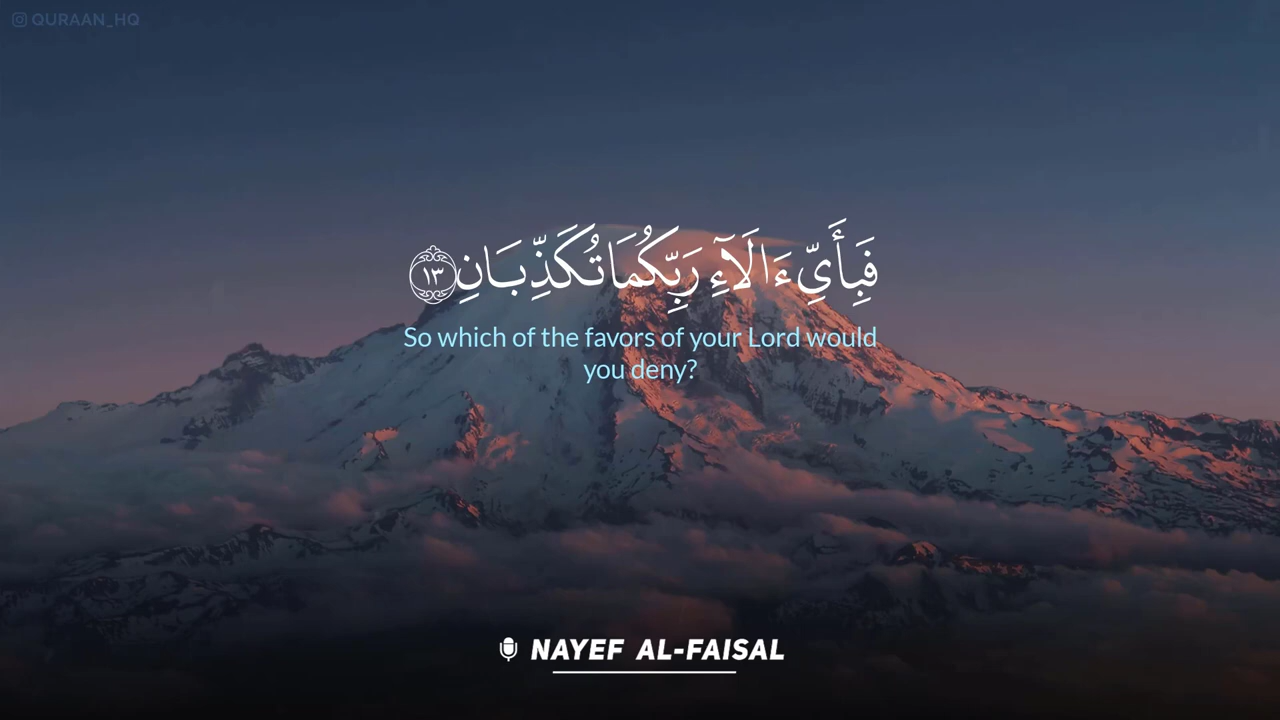 QURAAN_HQ
فَبِأَيِّ ءَالَآءِ رَبِّكُمَا تُكَذِّبَانِ ١٣
So which of the favors of your Lord would
you deny?
NAYEF AL-FAISAL